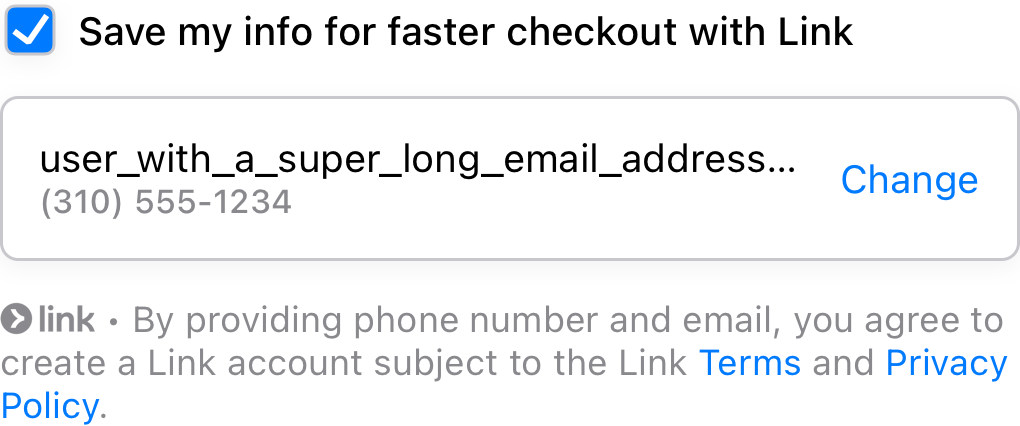 Save my info for faster checkout with Link
user_with_a_super_long_email_address...
Change
(310) 555-1234
link • By providing phone number and email, you agree to
create a Link account subject to the Link Terms and Privacy
Policy.